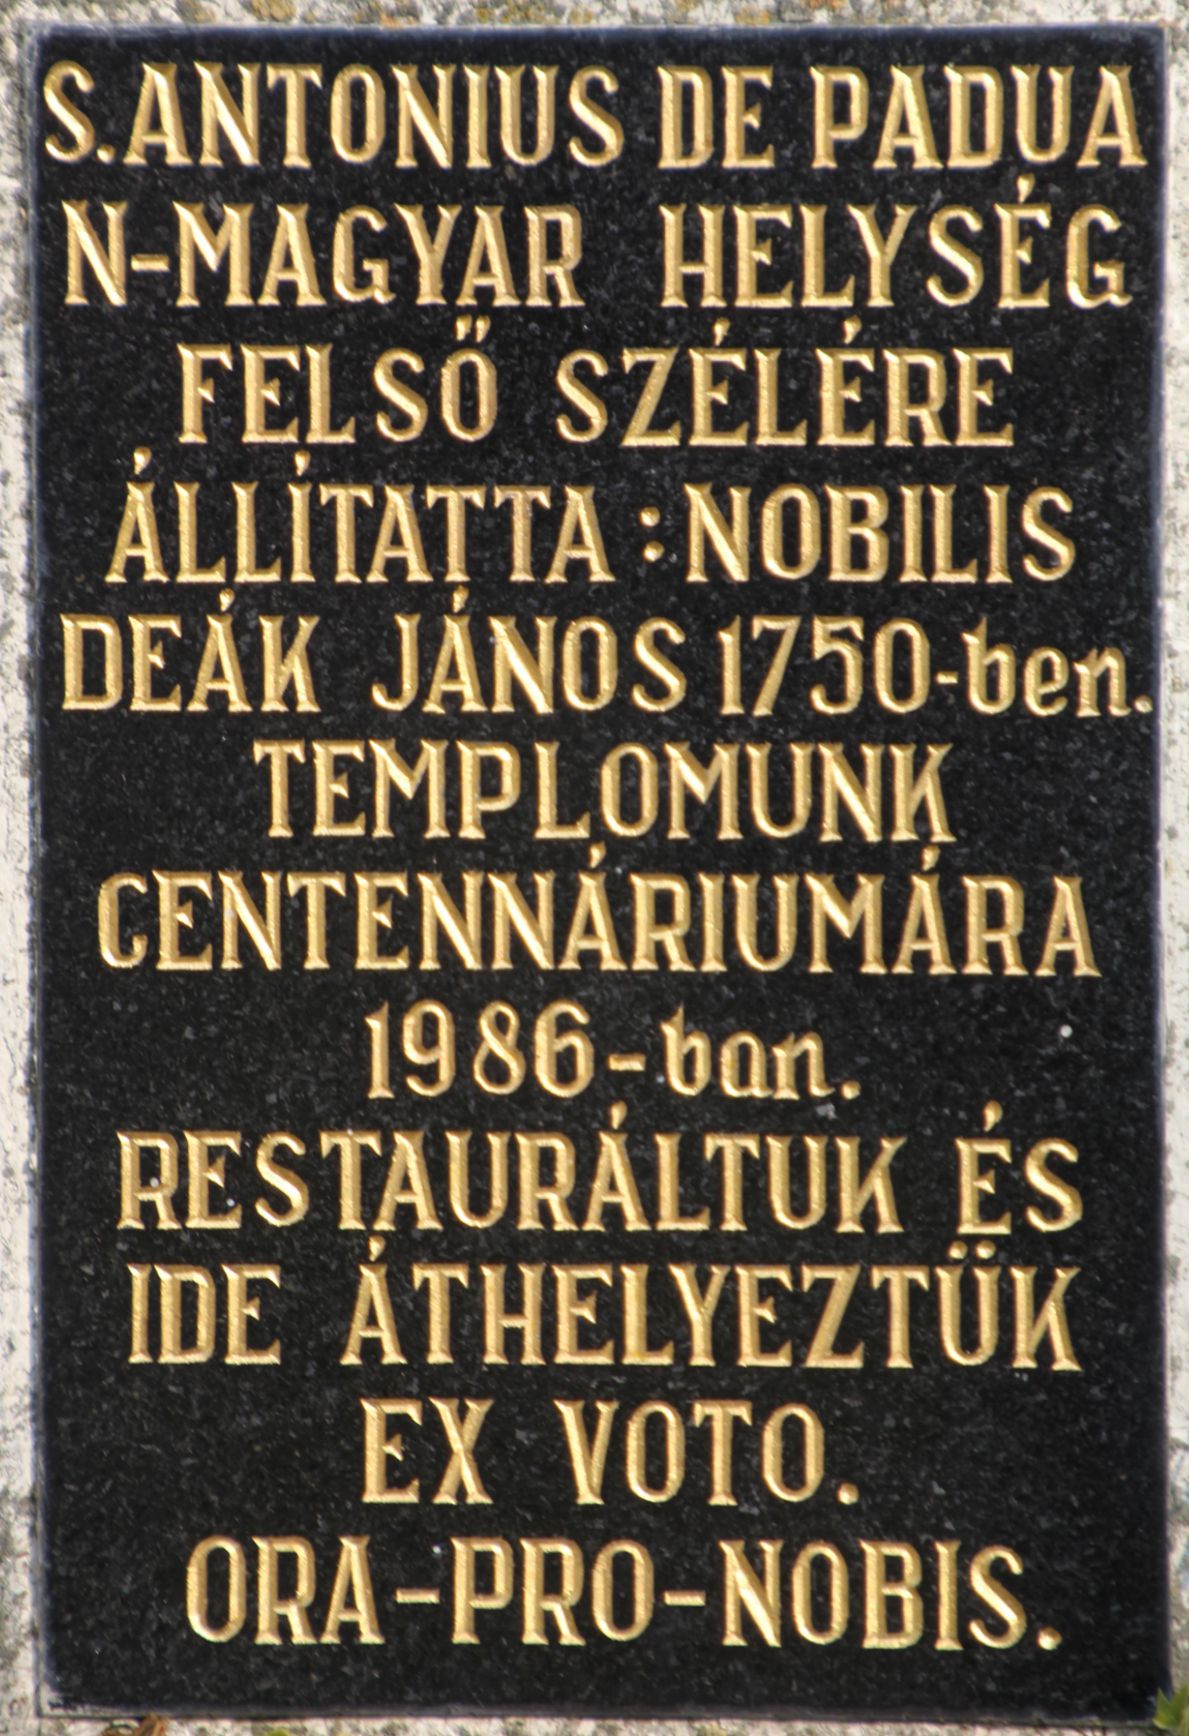 S. ANTONIUS DE PADUA
N-MAGYAR HELYSÉG
FELSŐ SZÉLÉRE
ÁLLÍTATTA : NOBILIS
DEÁK JÁNOS 1750-ben.
TEMPLOMUNK
CENTENNÁRIUMÁRA
1986-ban.
RESTAURÁLTUK ÉS
IDE ÁTHELYEZTÜK
EX VOTO.
ORA-PRO-NOBIS.